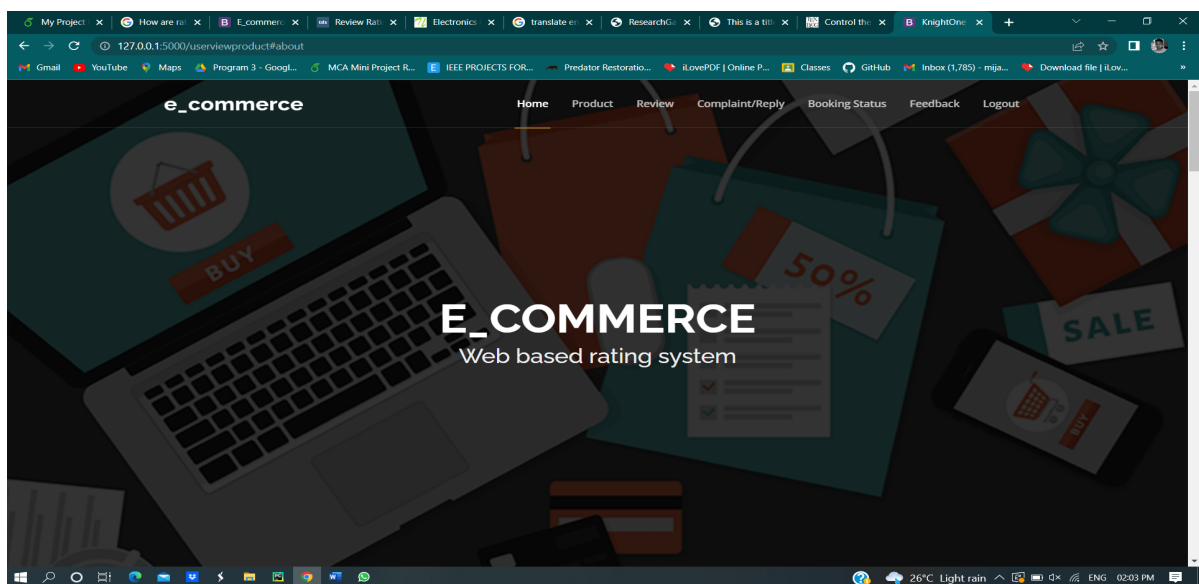 My Project
How are rat
E_commerc
Review Rati
Electronics
translate en
ResearchGa
This is a titl
Control the
KnightOne
127.0.0.1:5000/userviewproduct#about
Gmail YouTube Maps Program 3 - Googl... MCA Mini Project R... IEEE PROJECTS FOR... Predator Restoratio... iLovePDF | Online P... Classes GitHub Inbox (1,785) - mija... Download file | iLov... »
e_commerce Home Product Review Complaint/Reply Booking Status Feedback Logout
BUY
50%
SALE
E_COMMERCE
Web based rating system
BUY
26°C Light rain ENG 02:03 PM